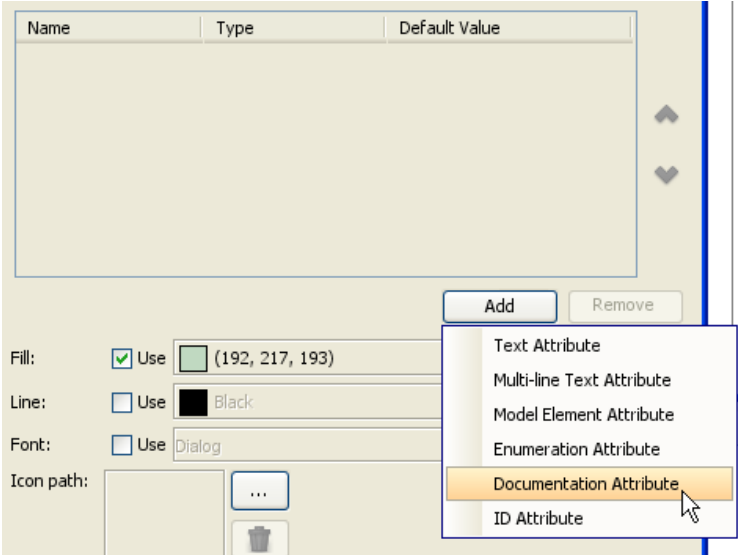 Name Type Default Value
Add Remove
Text Attribute
Fill: Use (192, 217, 193)
Multi-line Text Attribute
Line: Use Black
Model Element Attribute
Font: Use Dialog
Enumeration Attribute
Icon path: ...
Documentation Attribute
ID Attribute